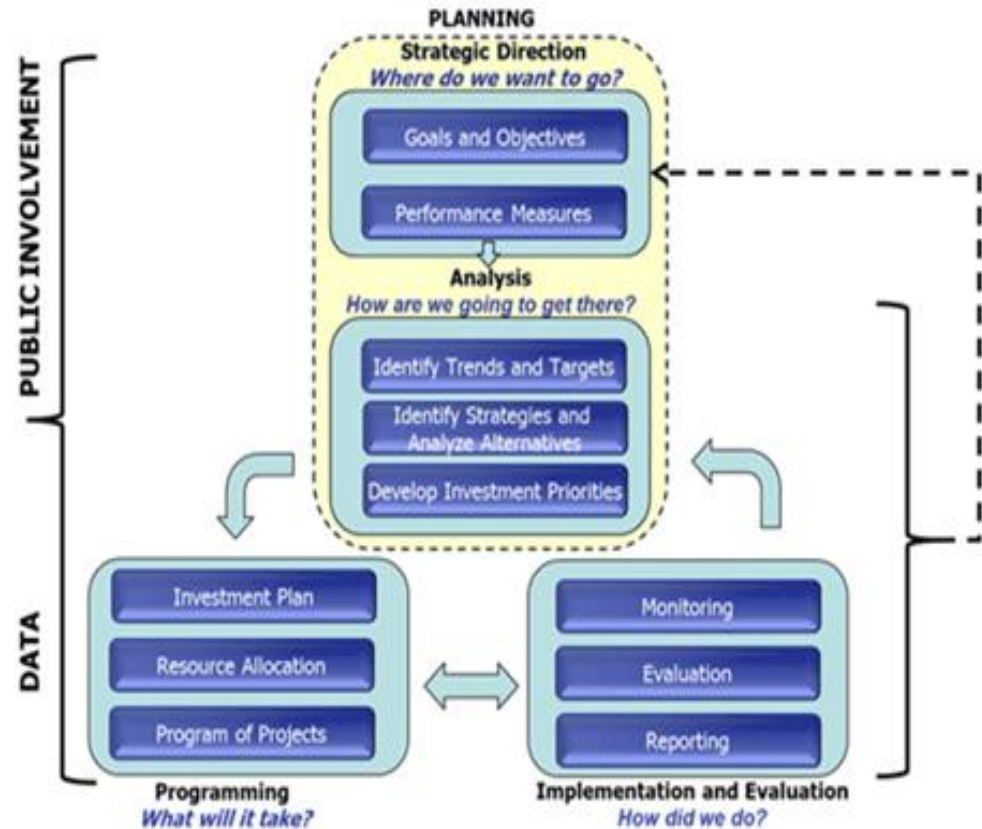 PLANNING
Strategic Direction
Where do we want to go?
Goals and Objectives
Performance Measures
Analysis
How are we going to get there?
Identify Trends and Targets
Identify Strategies and
Analyze Alternatives
Develop Investment Priorities
PUBLIC INVOLVEMENT
DATA
Investment Plan
Resource Allocation
Program of Projects
Programming
What will it take?
Monitoring
Evaluation
Reporting
Implementation and Evaluation
How did we do?